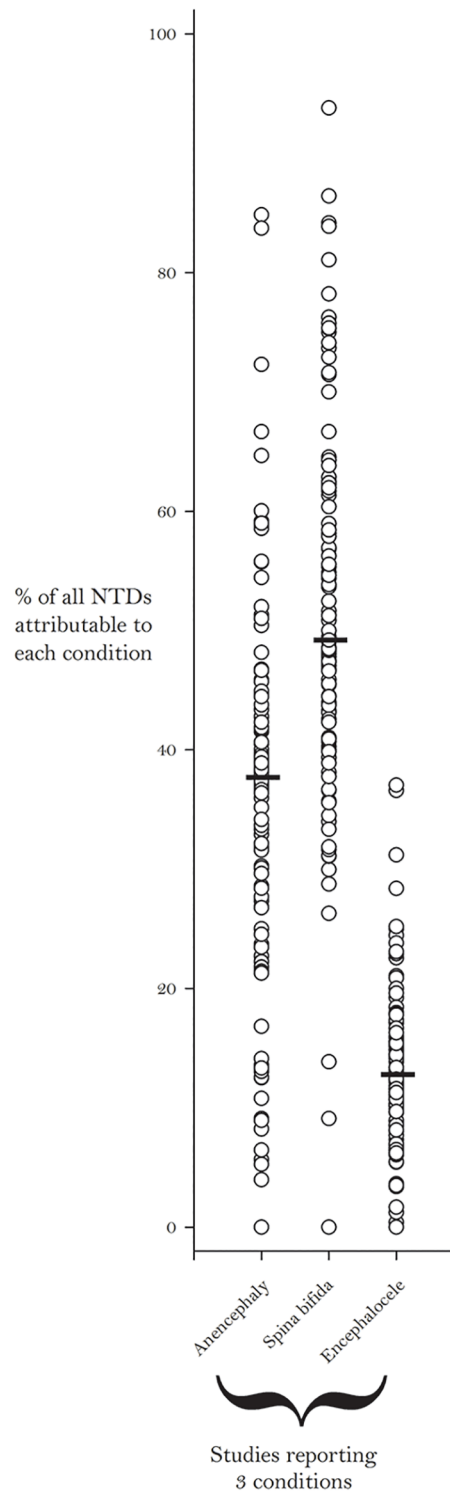 100
80
60
% of all NTDs
attributable to
each condition
40
20
0
Anencephaly
Spina bifida
Encephalocele
Studies reporting
3 conditions